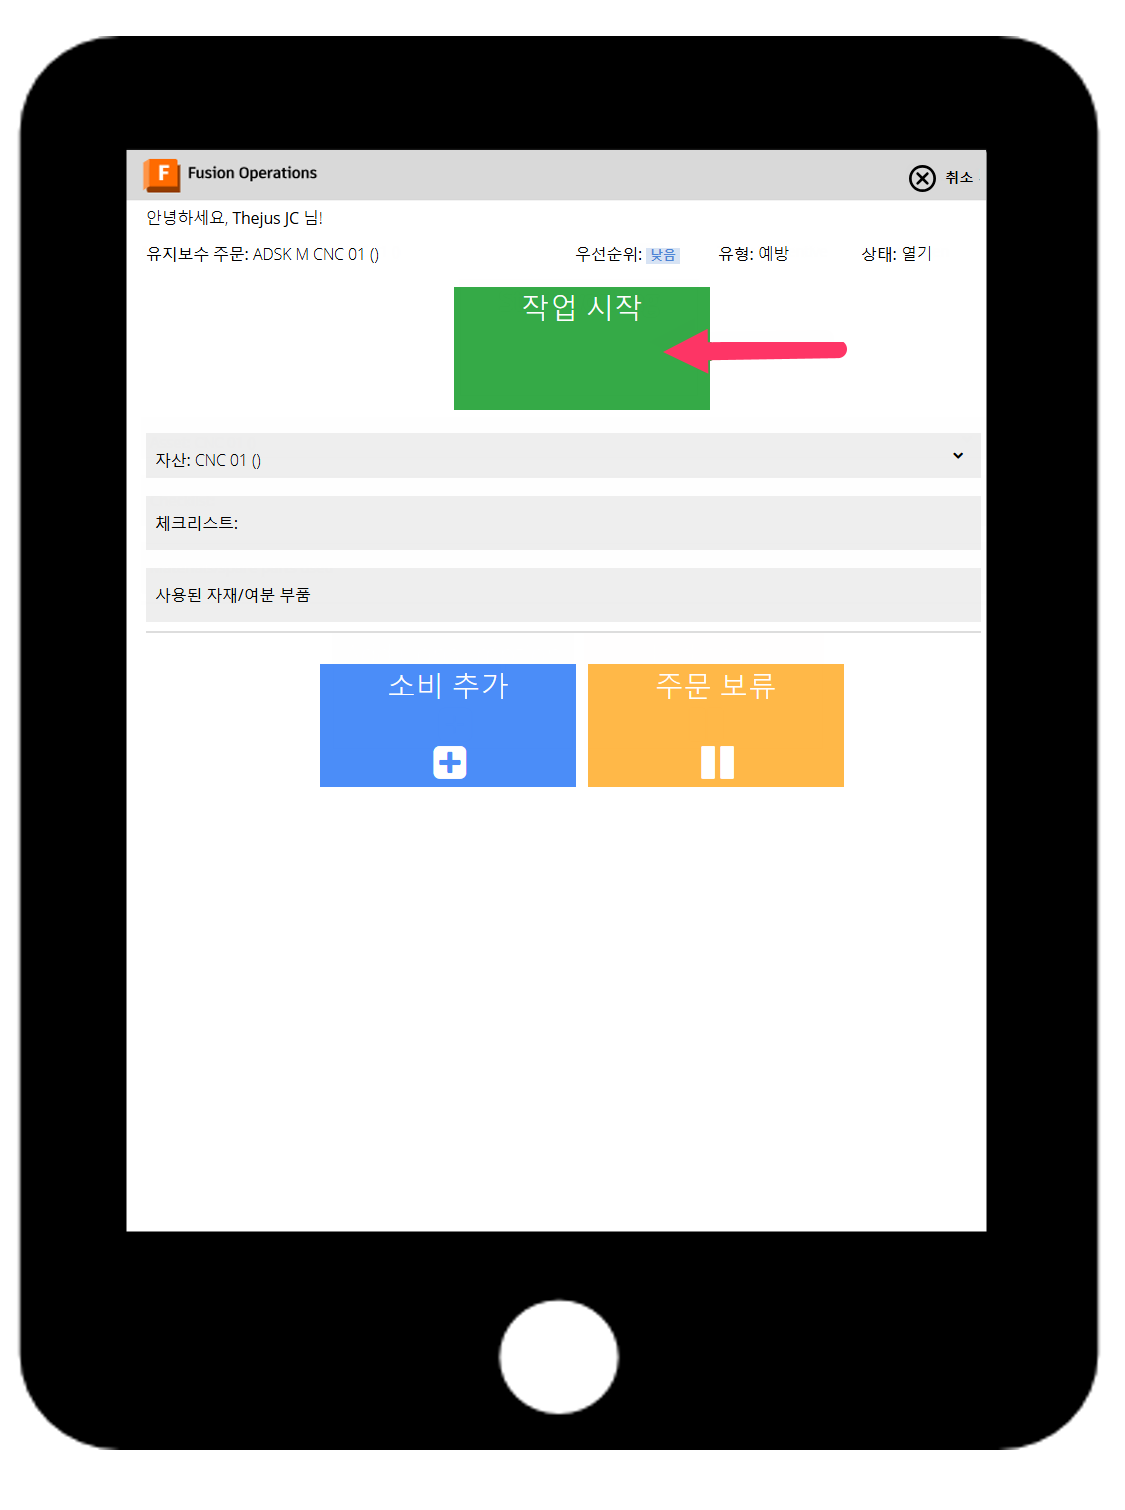 F Fusion Operations
취소
안녕하세요, Thejus JC 님!
유지보수 주문: ADSK M CNC 01 () 우선순위: 낮음 유형: 예방 상태: 열기
작업 시작
자산: CNC 01 ()
체크리스트:
사용된 자재/여분 부품
소비 추가
주문 보류